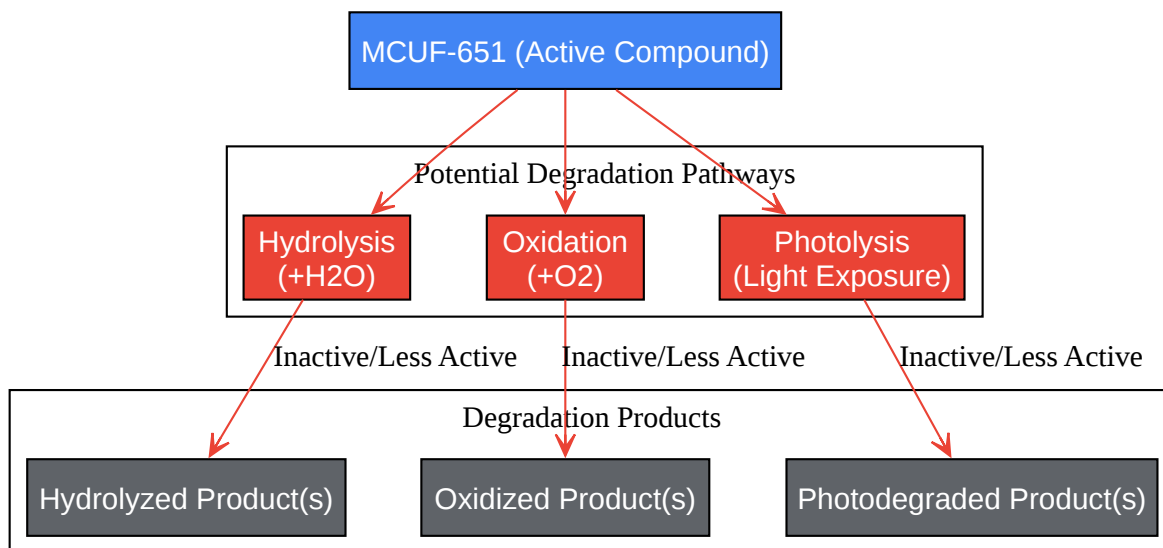 MCUF-651 (Active Compound)
Potential Degradation Pathways
Hydrolysis
(+H2O)
Oxidation
(+O2)
Photolysis
(Light Exposure)
Inactive/Less Active
Inactive/Less Active
Inactive/Less Active
Degradation Products
Hydrolyzed Product(s)
Oxidized Product(s)
Photodegraded Product(s)